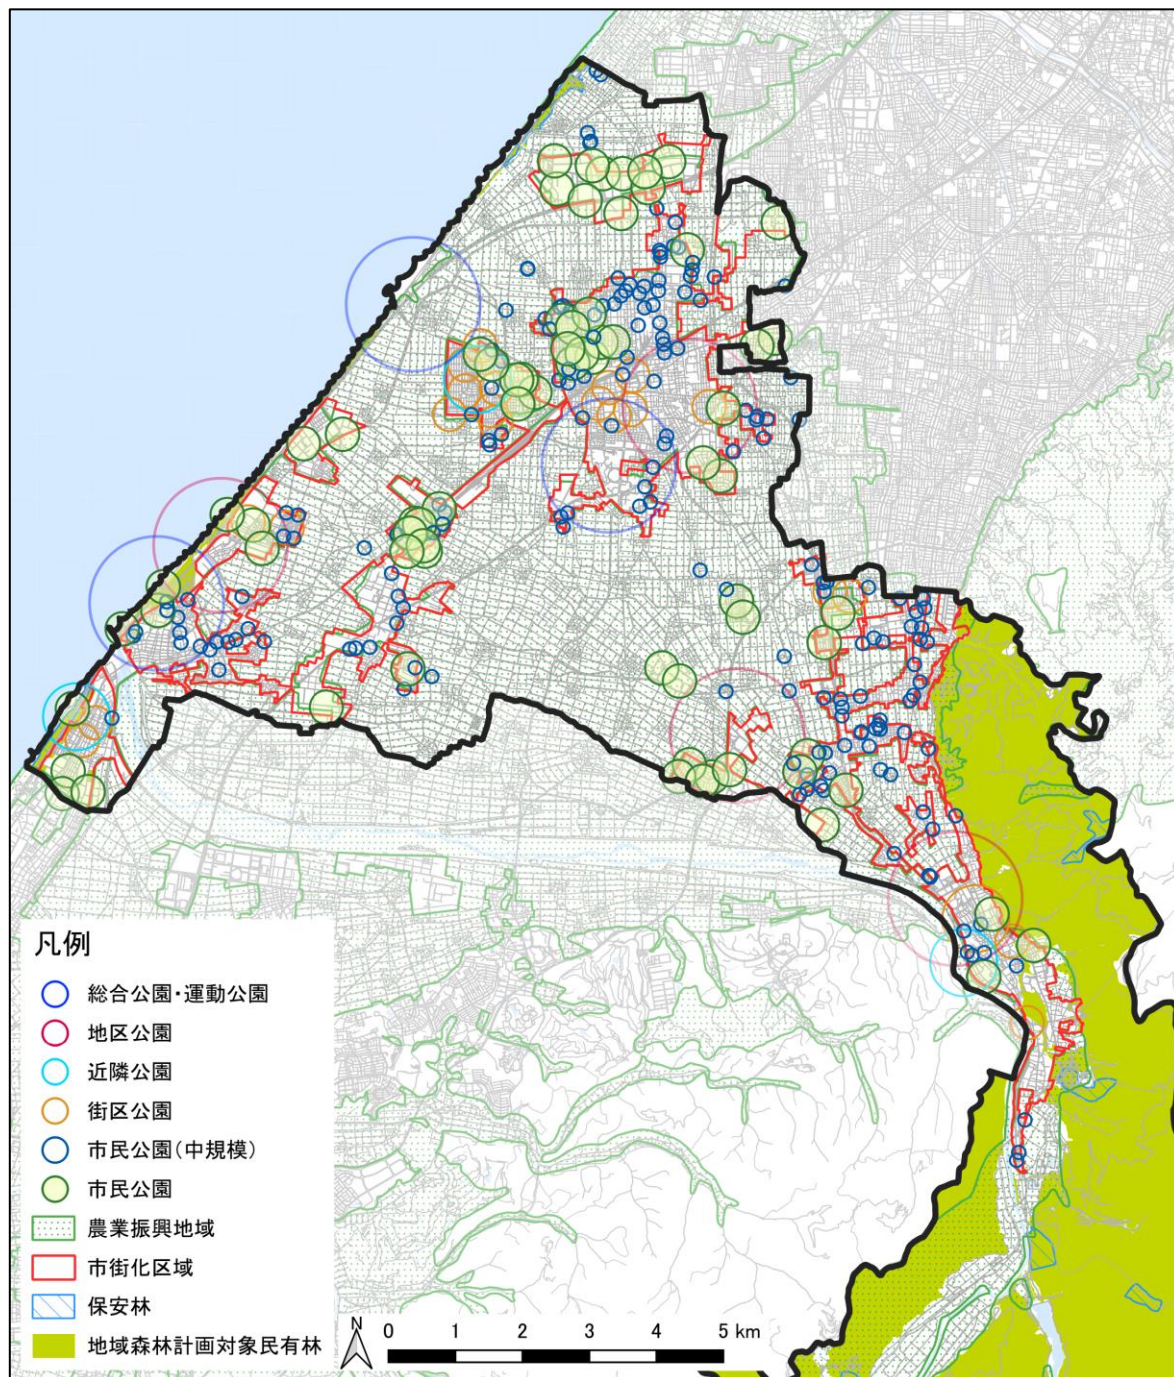 凡例
総合公園・運動公園
地区公園
近隣公園
街区公園
市民公園(中規模)
市民公園
農業振興地域
市街化区域
保安林
地域森林計画対象民有林
N
0 1 2 3 4 5 km